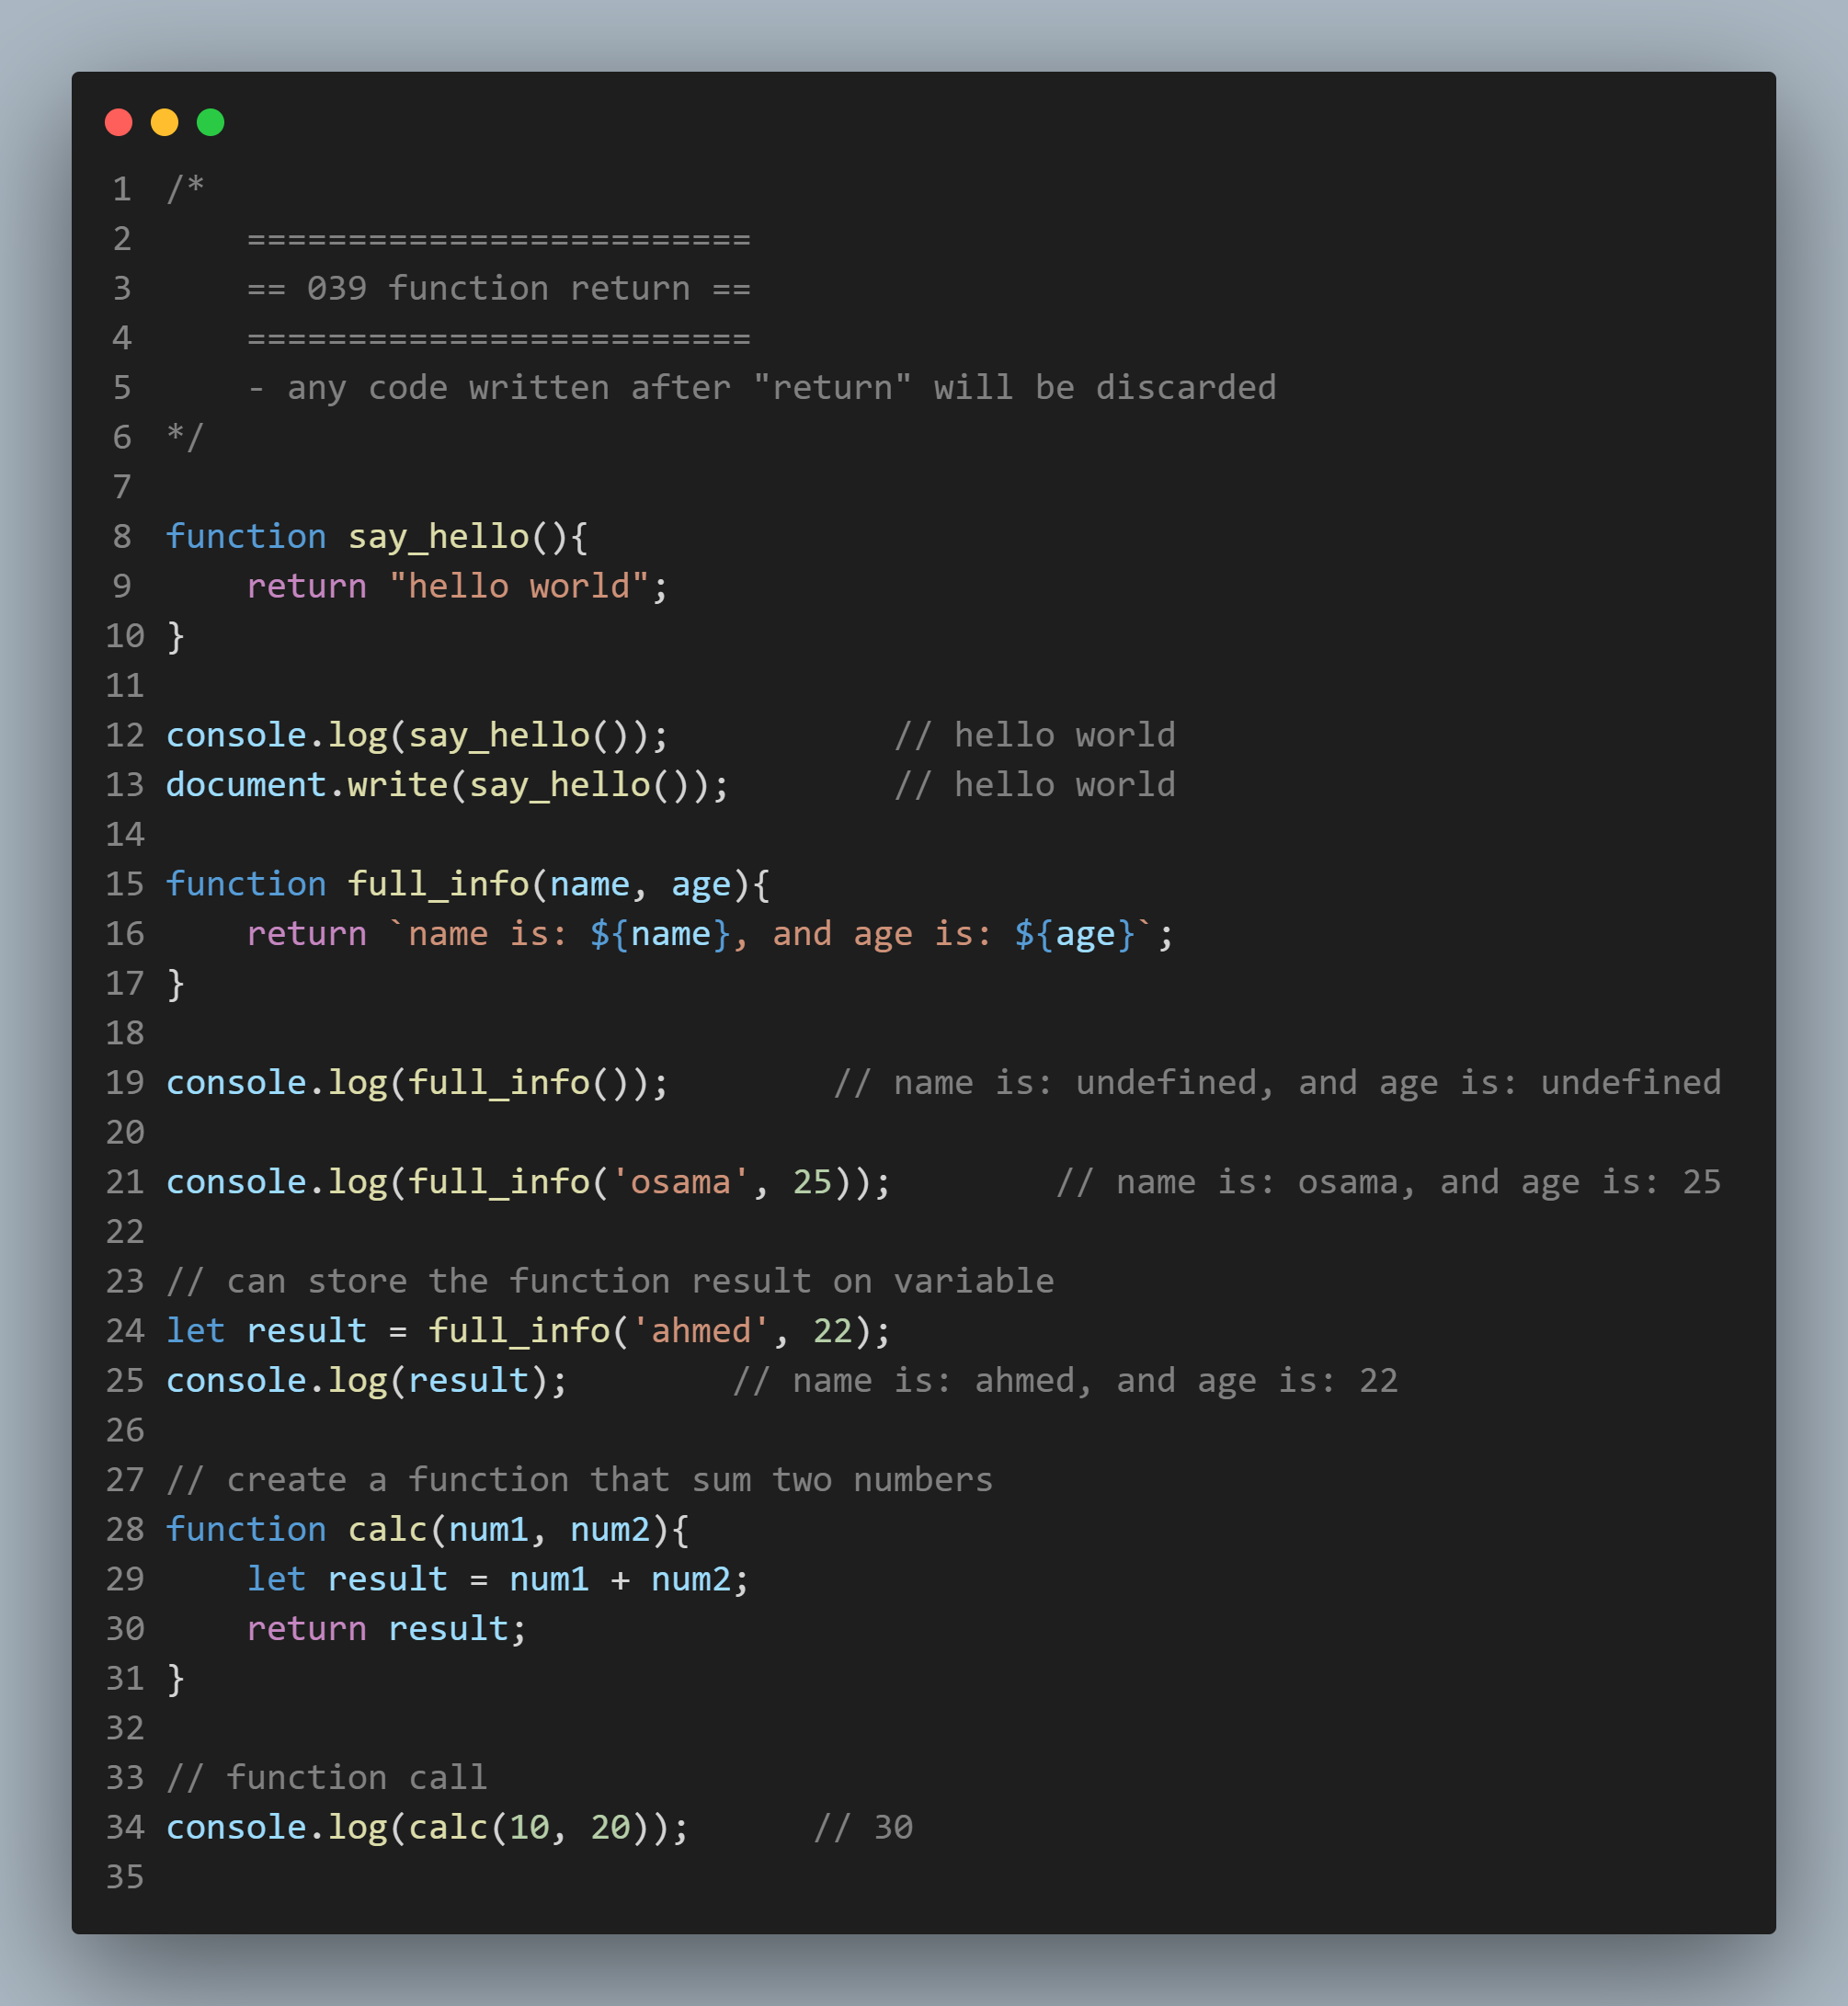 1 /*
2     =========================
3     == 039 function return ==
4     =========================
5     - any code written after "return" will be discarded
6 */
7
8 function say_hello(){
9     return "hello world";
10 }
11
12 console.log(say_hello());           // hello world
13 document.write(say_hello());        // hello world
14
15 function full_info(name, age){
16     return `name is: ${name}, and age is: ${age}`;
17 }
18
19 console.log(full_info());        // name is: undefined, and age is: undefined
20
21 console.log(full_info('osama', 25));        // name is: osama, and age is: 25
22
23 // can store the function result on variable
24 let result = full_info('ahmed', 22);
25 console.log(result);        // name is: ahmed, and age is: 22
26
27 // create a function that sum two numbers
28 function calc(num1, num2){
29     let result = num1 + num2;
30     return result;
31 }
32
33 // function call
34 console.log(calc(10, 20));      // 30
35